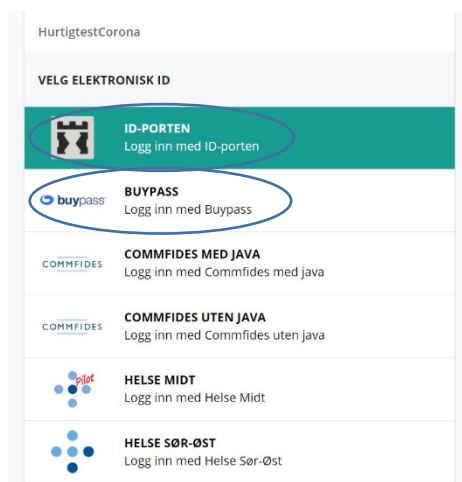 HurtigtestCorona
VELG ELEKTRONISK ID
ID-PORTEN
Logg inn med ID-porten
buypass
BUYPASS
Logg inn med Buypass
COMMFIDES
COMMFIDES MED JAVA
Logg inn med Commfides med java
COMMFIDES
COMMFIDES UTEN JAVA
Logg inn med Commfides uten java
Pilot
HELSE MIDT
Logg inn med Helse Midt
HELSE SØR-ØST
Logg inn med Helse Sør-Øst